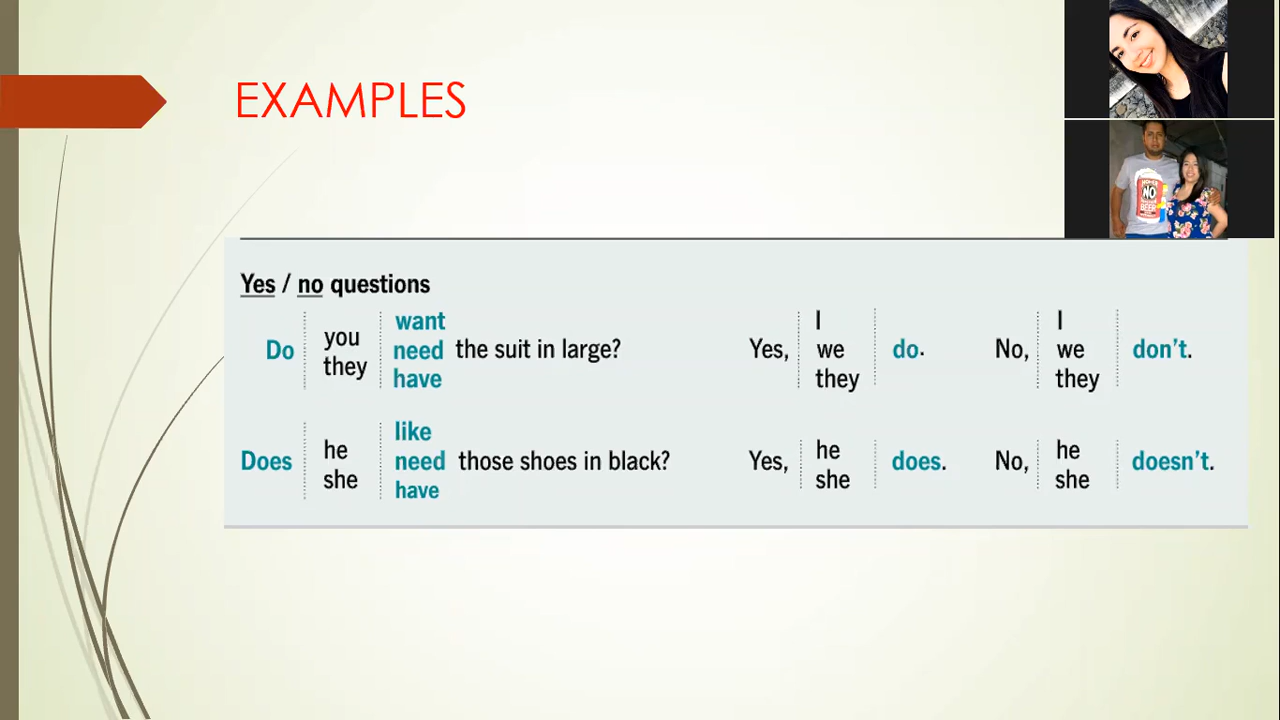 EXAMPLES
NO
BEER
Yes / no questions
Do you they want need have the suit in large? Yes, I we they do. No, I we they don't.
Does he she like need have those shoes in black? Yes, he she does. No, he she doesn't.